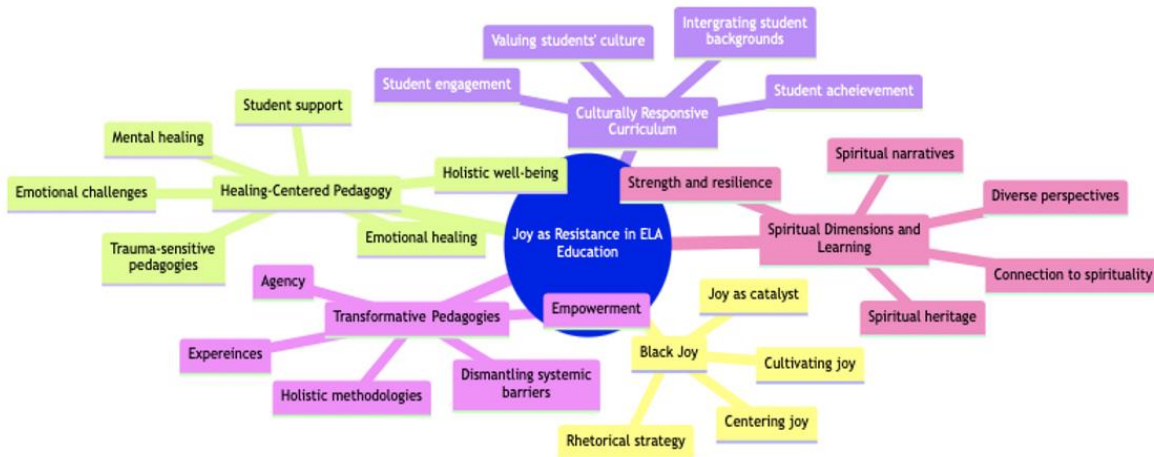 Joy as Resistance in ELA
Education
Culturally Responsive
Curriculum
Valuing students' culture
Intergrating student
backgrounds
Student engagement
Student acheievement
Healing-Centered Pedagogy
Student support
Mental healing
Emotional challenges
Trauma-sensitive
pedagogies
Holistic well-being
Emotional healing
Spiritual Dimensions and
Learning
Strength and resilience
Spiritual narratives
Diverse perspectives
Connection to spirituality
Spiritual heritage
Transformative Pedagogies
Agency
Expereinces
Holistic methodologies
Dismantling systemic
barriers
Empowerment
Black Joy
Joy as catalyst
Cultivating joy
Centering joy
Rhetorical strategy